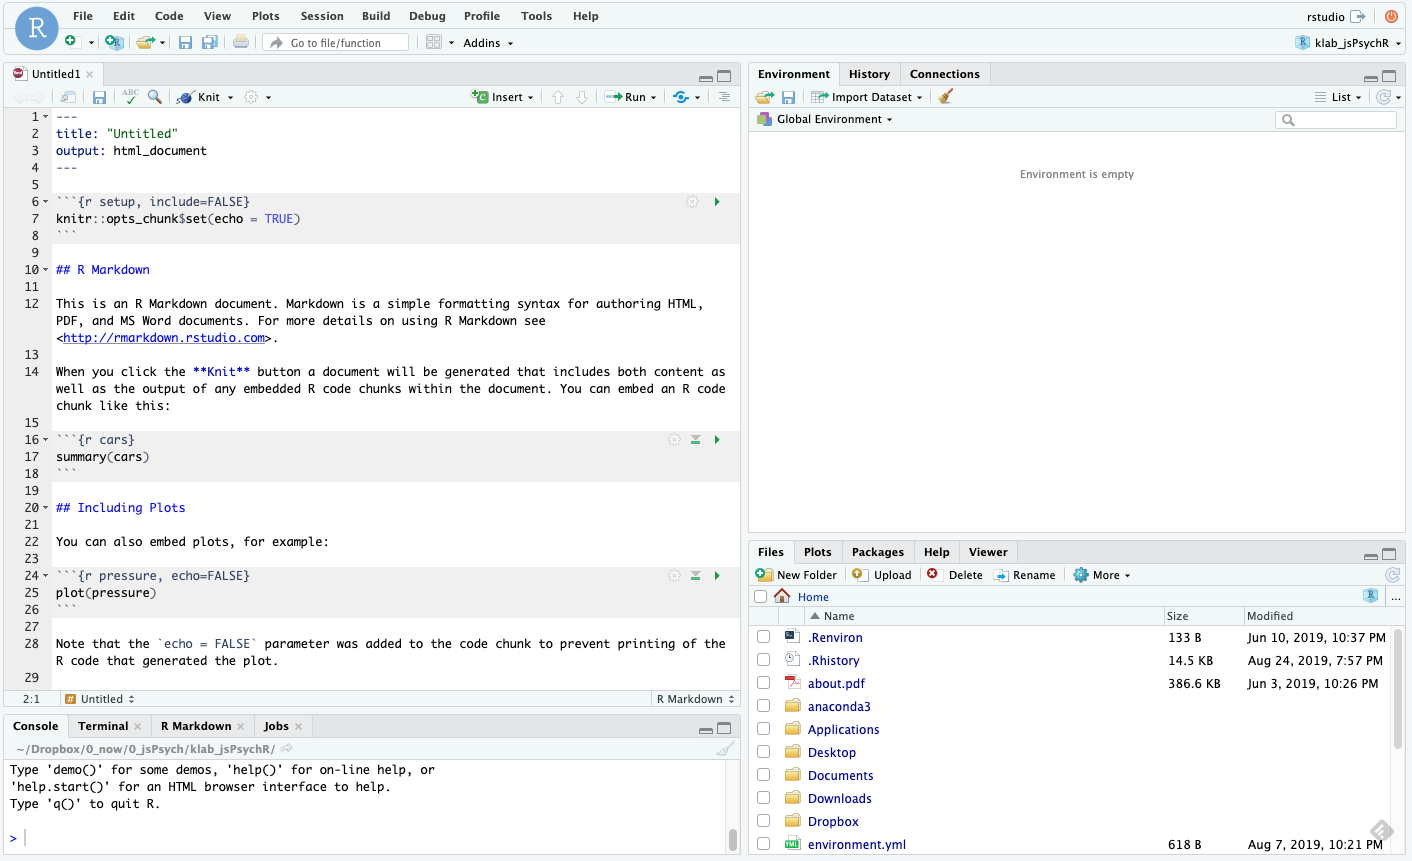 R
File Edit Code View Plots Session Build Debug Profile Tools Help
rstudio
Go to file/function
Addins
klab_jsPsychR
Untitled1
ABC
Knit
Insert
Run
1 ---
2 title: "Untitled"
3 output: html_document
4 ---
5
6 ```{r setup, include=FALSE}
7 knitr::opts_chunk$set(echo = TRUE)
8 ```
9
10 ## R Markdown
11
12 This is an R Markdown document. Markdown is a simple formatting syntax for authoring HTML,
PDF, and MS Word documents. For more details on using R Markdown see
<http://rmarkdown.rstudio.com>.
13
14 When you click the **Knit** button a document will be generated that includes both content as
well as the output of any embedded R code chunks within the document. You can embed an R code
chunk like this:
15
16 ```{r cars}
17 summary(cars)
18 ```
19
20 ## Including Plots
21
22 You can also embed plots, for example:
23
24 ```{r pressure, echo=FALSE}
25 plot(pressure)
26 ```
27
28 Note that the `echo = FALSE` parameter was added to the code chunk to prevent printing of the
R code that generated the plot.
29
2:1 # Untitled R Markdown
Console Terminal R Markdown Jobs
~/Dropbox/0_now/0_jsPsych/klab_jsPsychR/
Type 'demo()' for some demos, 'help()' for on-line help, or
'help.start()' for an HTML browser interface to help.
Type 'q()' to quit R.
>
Environment History Connections
Import Dataset
List
Global Environment
Environment is empty
Files Plots Packages Help Viewer
New Folder Upload Delete Rename More
Home
R
...
Name Size Modified
.Renviron 133 B Jun 10, 2019, 10:37 PM
.Rhistory 14.5 KB Aug 24, 2019, 7:57 PM
about.pdf 386.6 KB Jun 3, 2019, 10:26 PM
anaconda3
Applications
Desktop
Documents
Downloads
Dropbox
environment.yml 618 B Aug 7, 2019, 10:21 PM